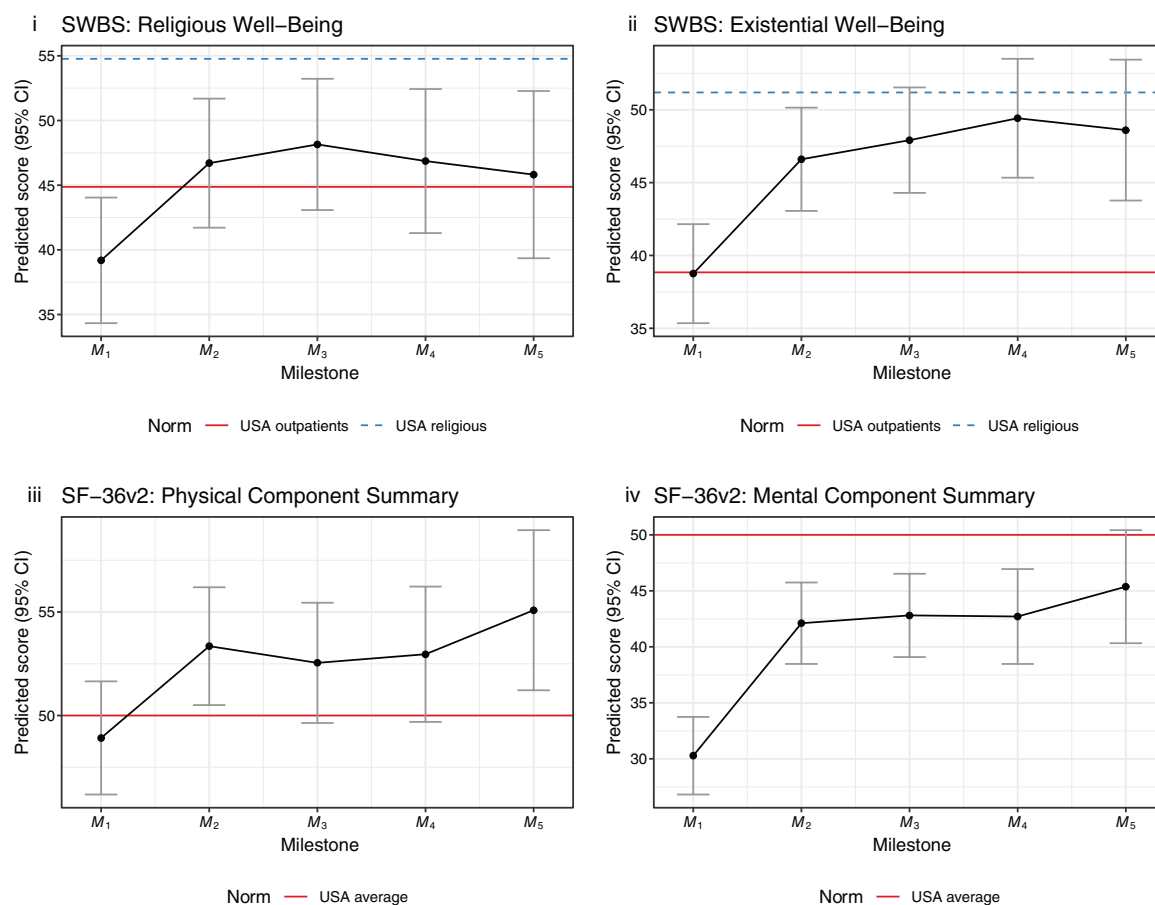 i SWBS: Religious Well−Being
Predicted score (95% CI)
55
50
45
40
35
M1 M2 M3 M4 M5
Milestone
Norm USA outpatients USA religious
ii SWBS: Existential Well−Being
Predicted score (95% CI)
50
45
40
35
M1 M2 M3 M4 M5
Milestone
Norm USA outpatients USA religious
iii SF−36v2: Physical Component Summary
Predicted score (95% CI)
55
50
M1 M2 M3 M4 M5
Milestone
Norm USA average
iv SF−36v2: Mental Component Summary
Predicted score (95% CI)
50
45
40
35
30
M1 M2 M3 M4 M5
Milestone
Norm USA average